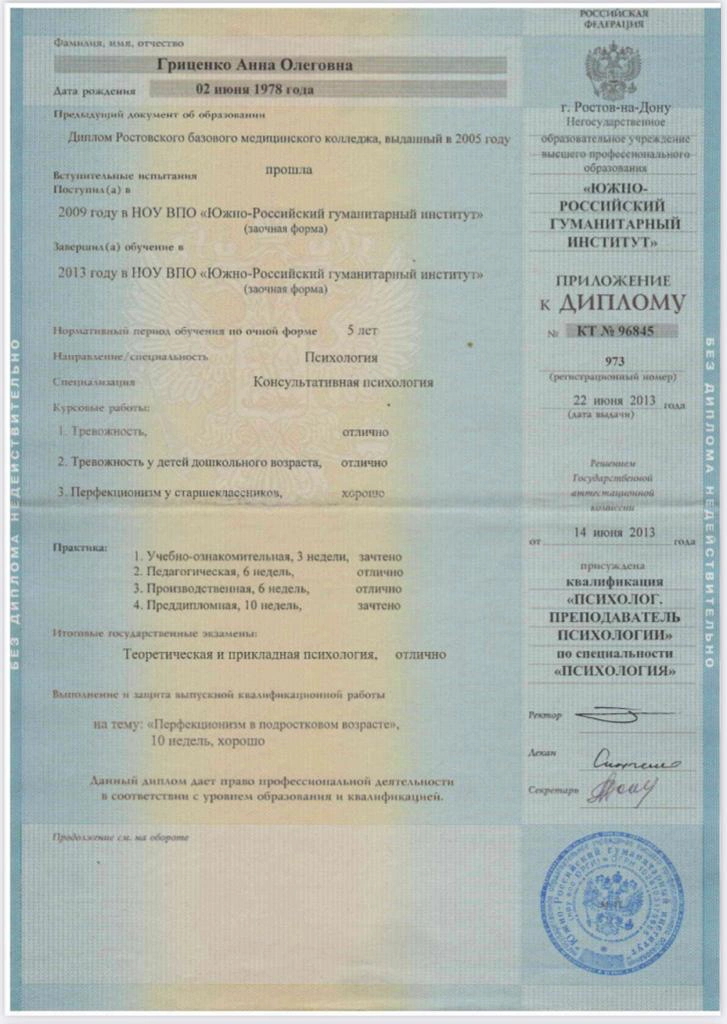 Фамилия, имя, отчество
Гриценко Анна Олеговна
Дата рождения 02 июня 1978 года
Предыдущий документ об образовании
Диплом Ростовского базового медицинского колледжа, выданный в 2005 году
Вступительные испытания прошла
Поступил(а) в
2009 году в НОУ ВПО «Южно-Российский гуманитарный институт»
(заочная форма)
Завершил(а) обучение в
2013 году в НОУ ВПО «Южно-Российский гуманитарный институт»
(заочная форма)
Нормативный период обучения по очной форме 5 лет
Направление/специальность Психология
Специализация Консультативная психология
Курсовые работы:
1. Тревожность, отлично
2. Тревожность у детей дошкольного возраста, отлично
3. Перфекционизм у старшеклассников, хорошо
Практика:
1. Учебно-ознакомительная, 3 недели, зачтено
2. Педагогическая, 6 недель, отлично
3. Производственная, 6 недель, отлично
4. Преддипломная, 10 недель, зачтено
Итоговые государственные экзамены:
Теоретическая и прикладная психология, отлично
Выполнение и защита выпускной квалификационной работы
на тему: «Перфекционизм в подростковом возрасте»,
10 недель, хорошо
Данный диплом дает право профессиональной деятельности
в соответствии с уровнем образования и квалификацией.
Продолжение см. на обороте
РОССИЙСКАЯ
ФЕДЕРАЦИЯ
г. Ростов-на-Дону
Негосударственное
образовательное учреждение
высшего профессионального
образования
«ЮЖНО-
РОССИЙСКИЙ
ГУМАНИТАРНЫЙ
ИНСТИТУТ»
ПРИЛОЖЕНИЕ
к ДИПЛОМУ
№ КТ № 96845
973
(регистрационный номер)
22 июня 2013 года
(дата выдачи)
Решением
Государственной
аттестационной
комиссии
от 14 июня 2013 года
присуждена
квалификация
«ПСИХОЛОГ.
ПРЕПОДАВАТЕЛЬ
ПСИХОЛОГИИ»
по специальности
«ПСИХОЛОГИЯ»
Ректор
Декан
Секретарь
БЕЗ ДИПЛОМА НЕДЕЙСТВИТЕЛЬНО
БЕЗ ДИПЛОМА НЕДЕЙСТВИТЕЛЬНО
"Южно-Российский гуманитарный институт"